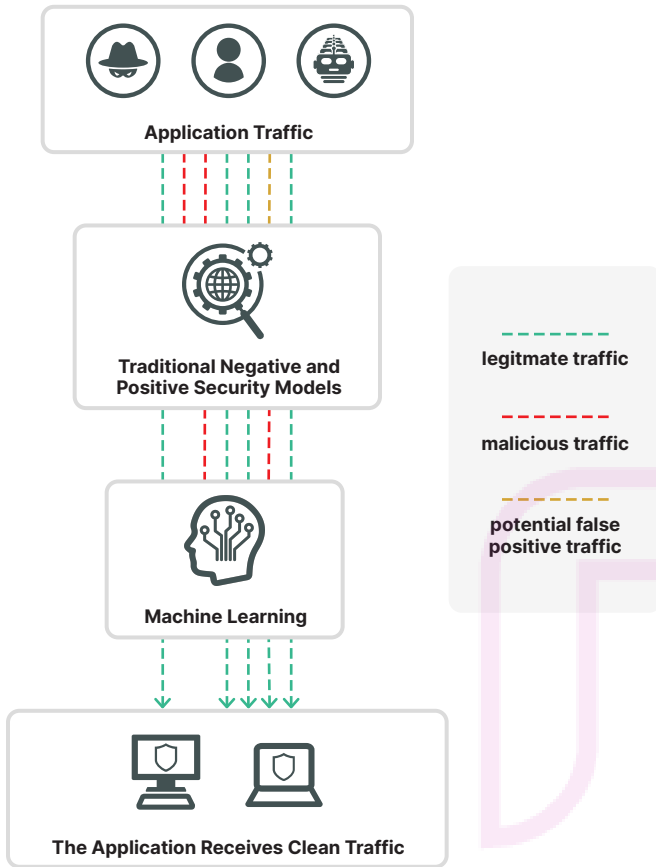 Application Traffic
Traditional Negative and
Positive Security Models
legitmate traffic
malicious traffic
potential false
positive traffic
Machine Learning
The Application Receives Clean Traffic